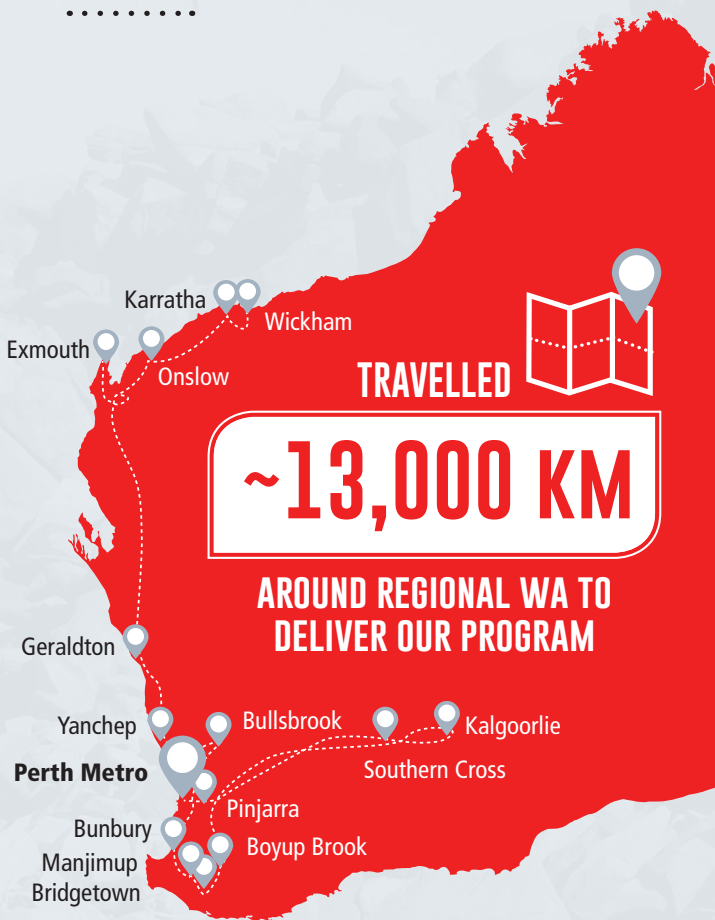 Karratha
Wickham
Exmouth
Onslow
TRAVELLED
~13,000 KM
AROUND REGIONAL WA TO
DELIVER OUR PROGRAM
Geraldton
Yanchep
Bullsbrook
Kalgoorlie
Perth Metro
Southern Cross
Pinjarra
Bunbury
Boyup Brook
Manjimup
Bridgetown